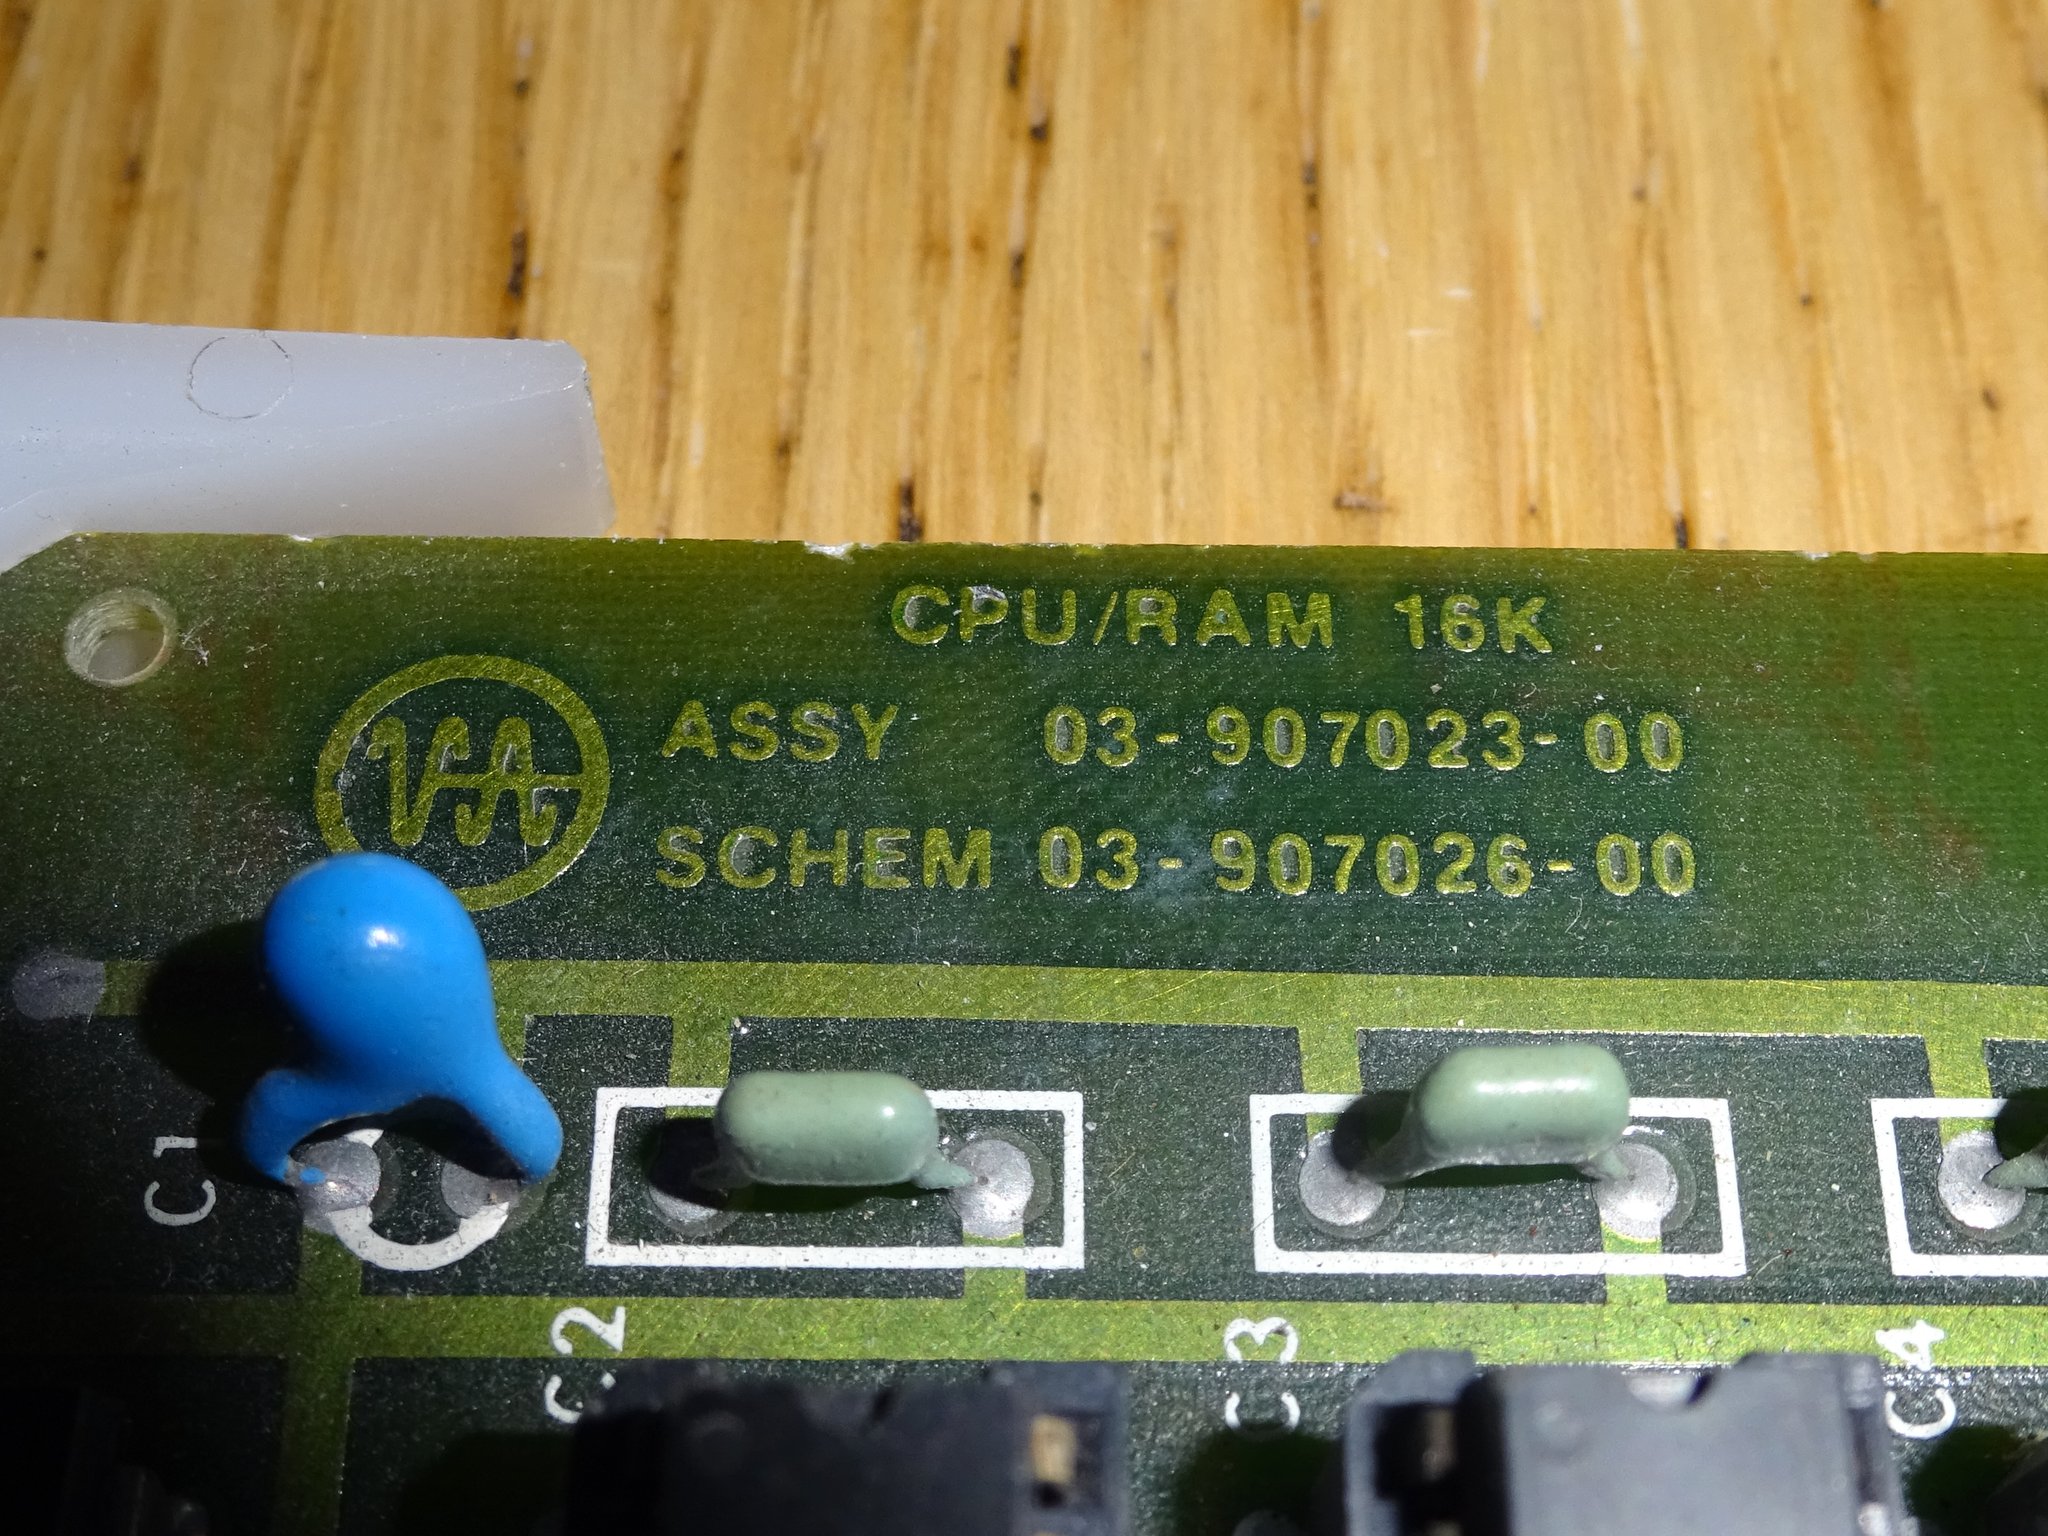 CPU/RAM 16K
ASSY 03-907023-00
SCHEM 03-907026-00
C1
C2
C3
C4